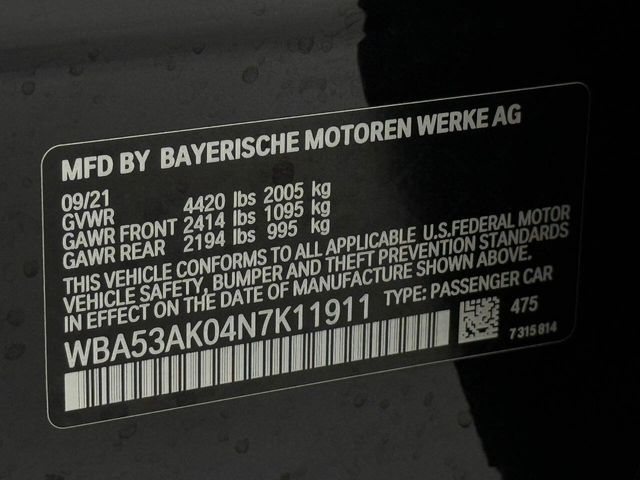 MFD BY BAYERISCHE MOTOREN WERKE AG
09/21
GVWR 4420 lbs 2005 kg
GAWR FRONT 2414 lbs 1095 kg
GAWR REAR 2194 lbs 995 kg
THIS VEHICLE CONFORMS TO ALL APPLICABLE U.S.FEDERAL MOTOR
VEHICLE SAFETY, BUMPER AND THEFT PREVENTION STANDARDS
IN EFFECT ON THE DATE OF MANUFACTURE SHOWN ABOVE.
WBA53AK04N7K11911 TYPE: PASSENGER CAR
475
7 315 814